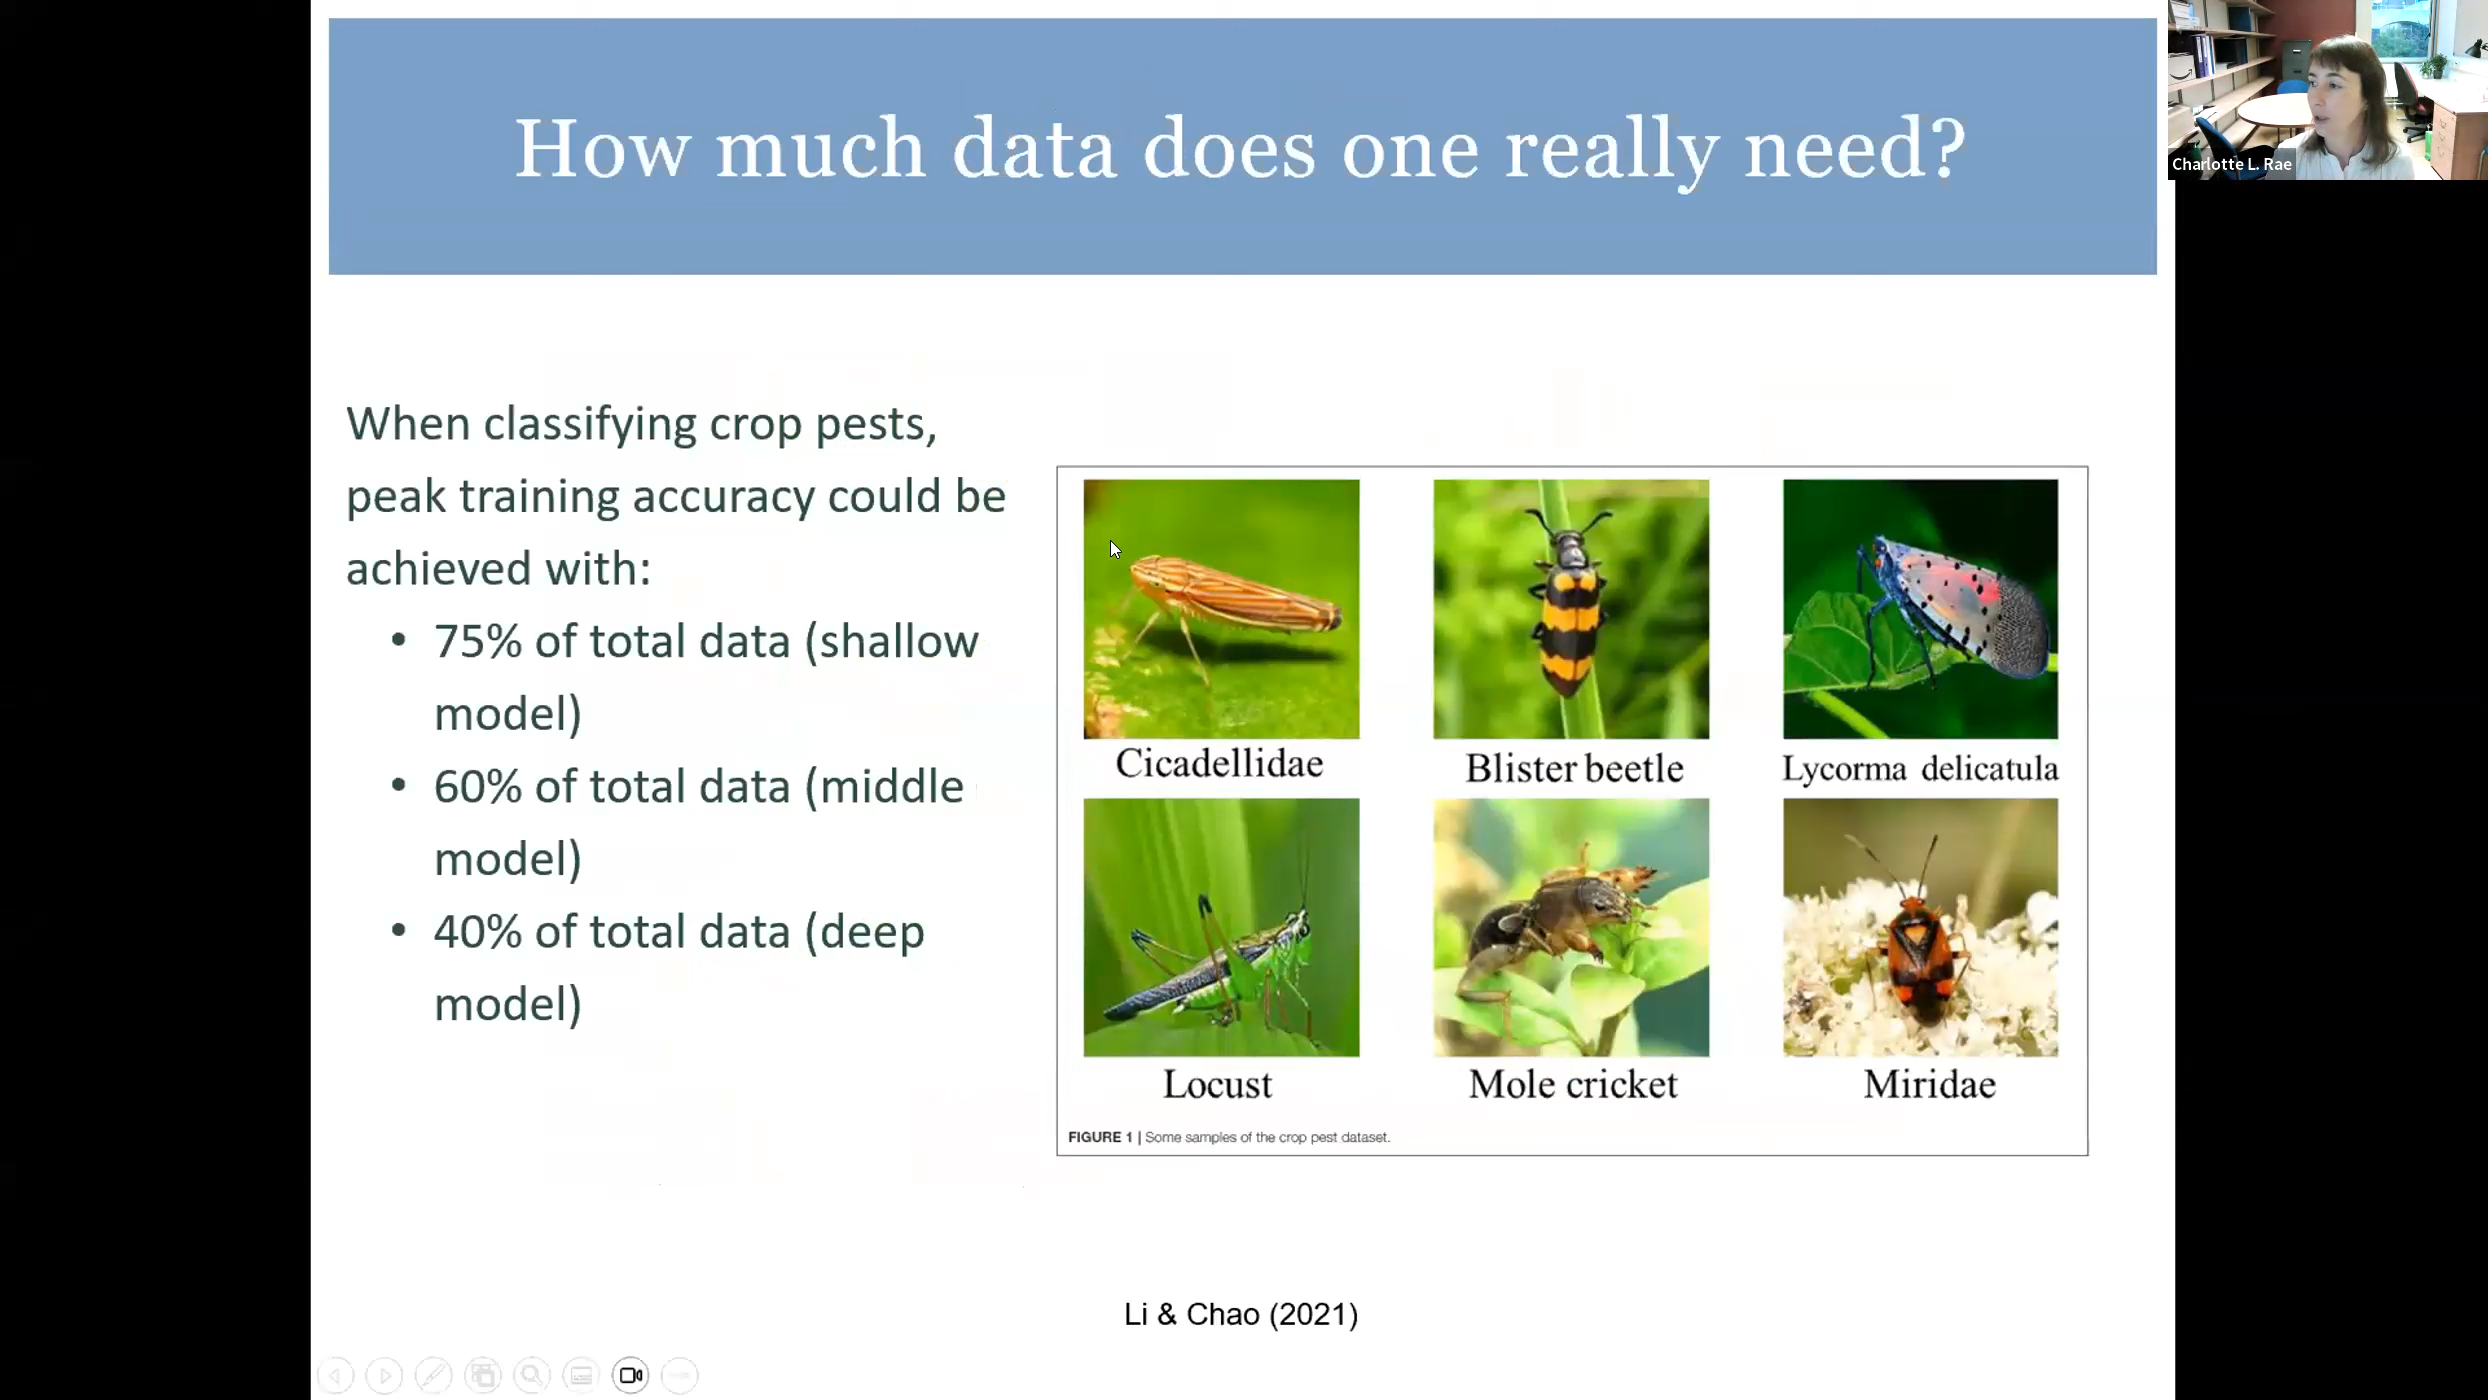 How much data does one really need?
Charlotte L. Rae
When classifying crop pests,
peak training accuracy could be
achieved with:
• 75% of total data (shallow
model)
• 60% of total data (middle
model)
• 40% of total data (deep
model)
Cicadellidae
Blister beetle
Lycorma delicatula
Locust
Mole cricket
Miridae
FIGURE 1 | Some samples of the crop pest dataset.
Li & Chao (2021)